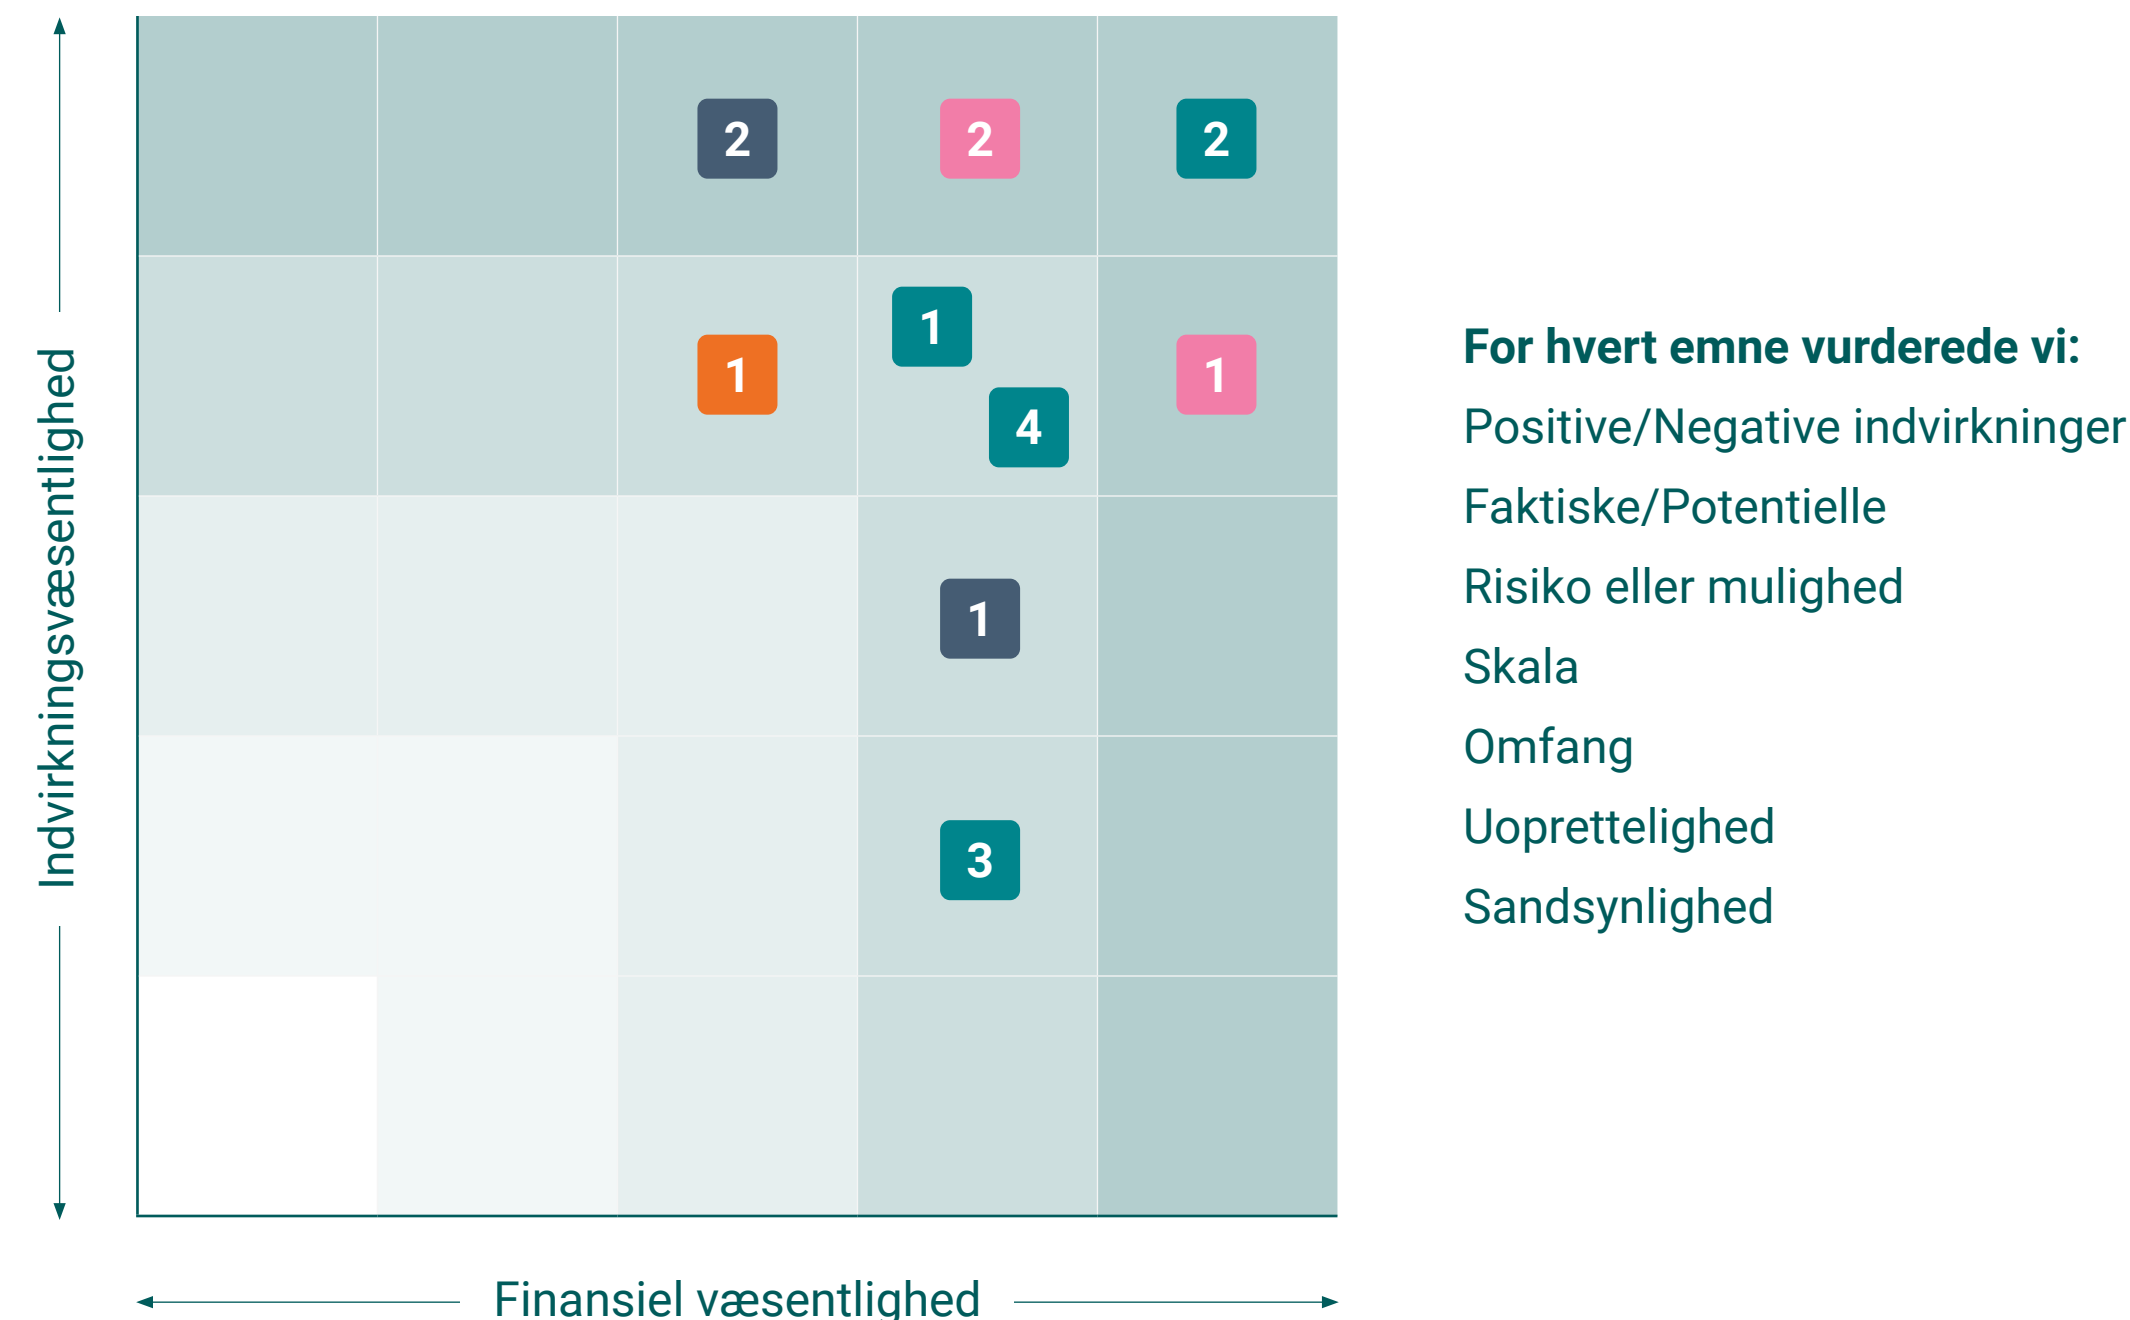 Indvirkningsvæsentlighed
2
2
2
1
1
4
1
1
3
Finansiel væsentlighed
For hvert emne vurderede vi:
Positive/Negative indvirkninger
Faktiske/Potentielle
Risiko eller mulighed
Skala
Omfang
Uoprettelighed
Sandsynlighed